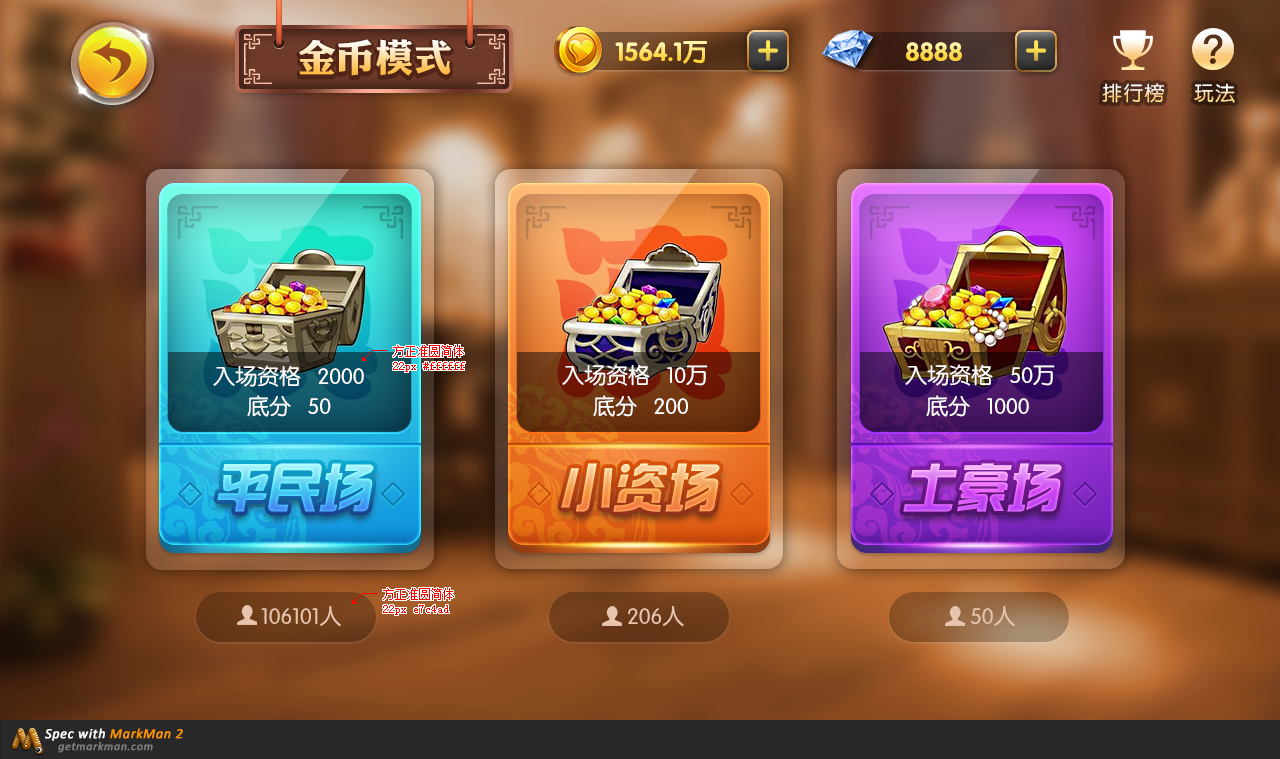 金币模式
1564.1万
8888
排行榜
玩法
入场资格 2000
底分 50
平民场
方正准圆简体
22px #ffffff
入场资格 10万
底分 200
小资场
入场资格 50万
底分 1000
土豪场
106101人
方正准圆简体
22px e7c4ad
206人
50人
Spec with MarkMan 2
getmarkman.com